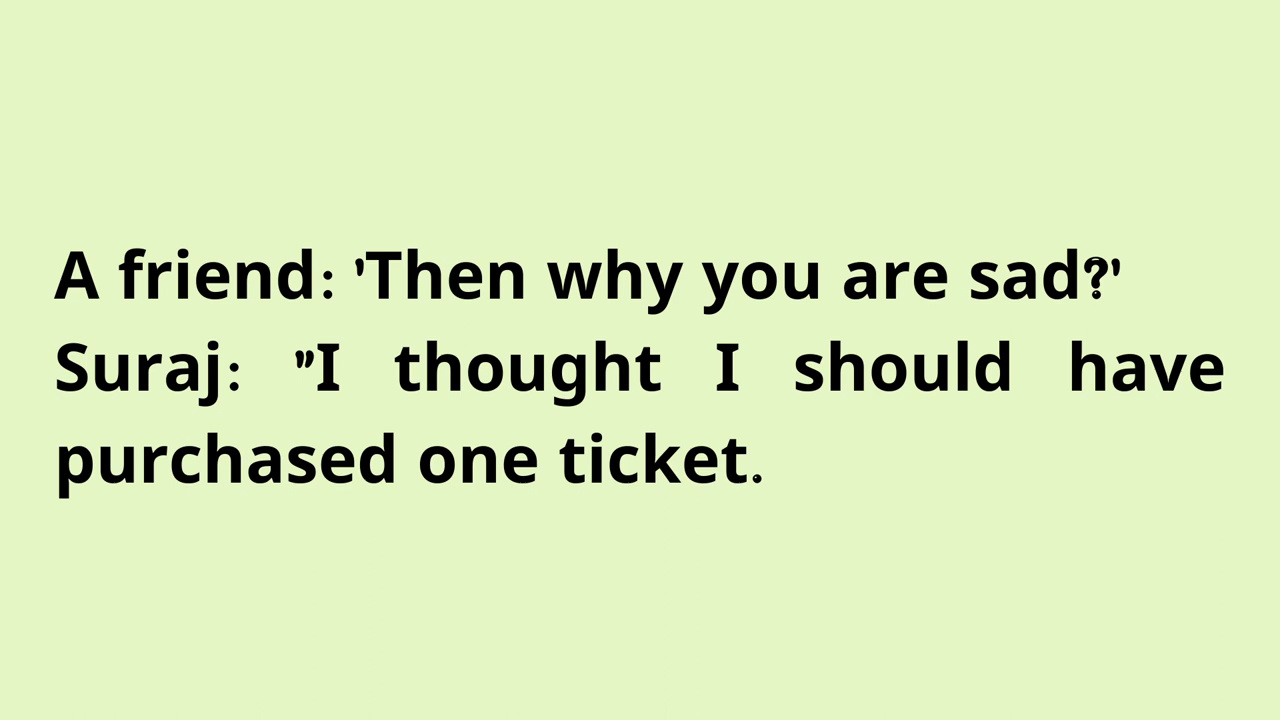 A friend: 'Then why you are sad?'
Suraj: "I thought I should have
purchased one ticket.